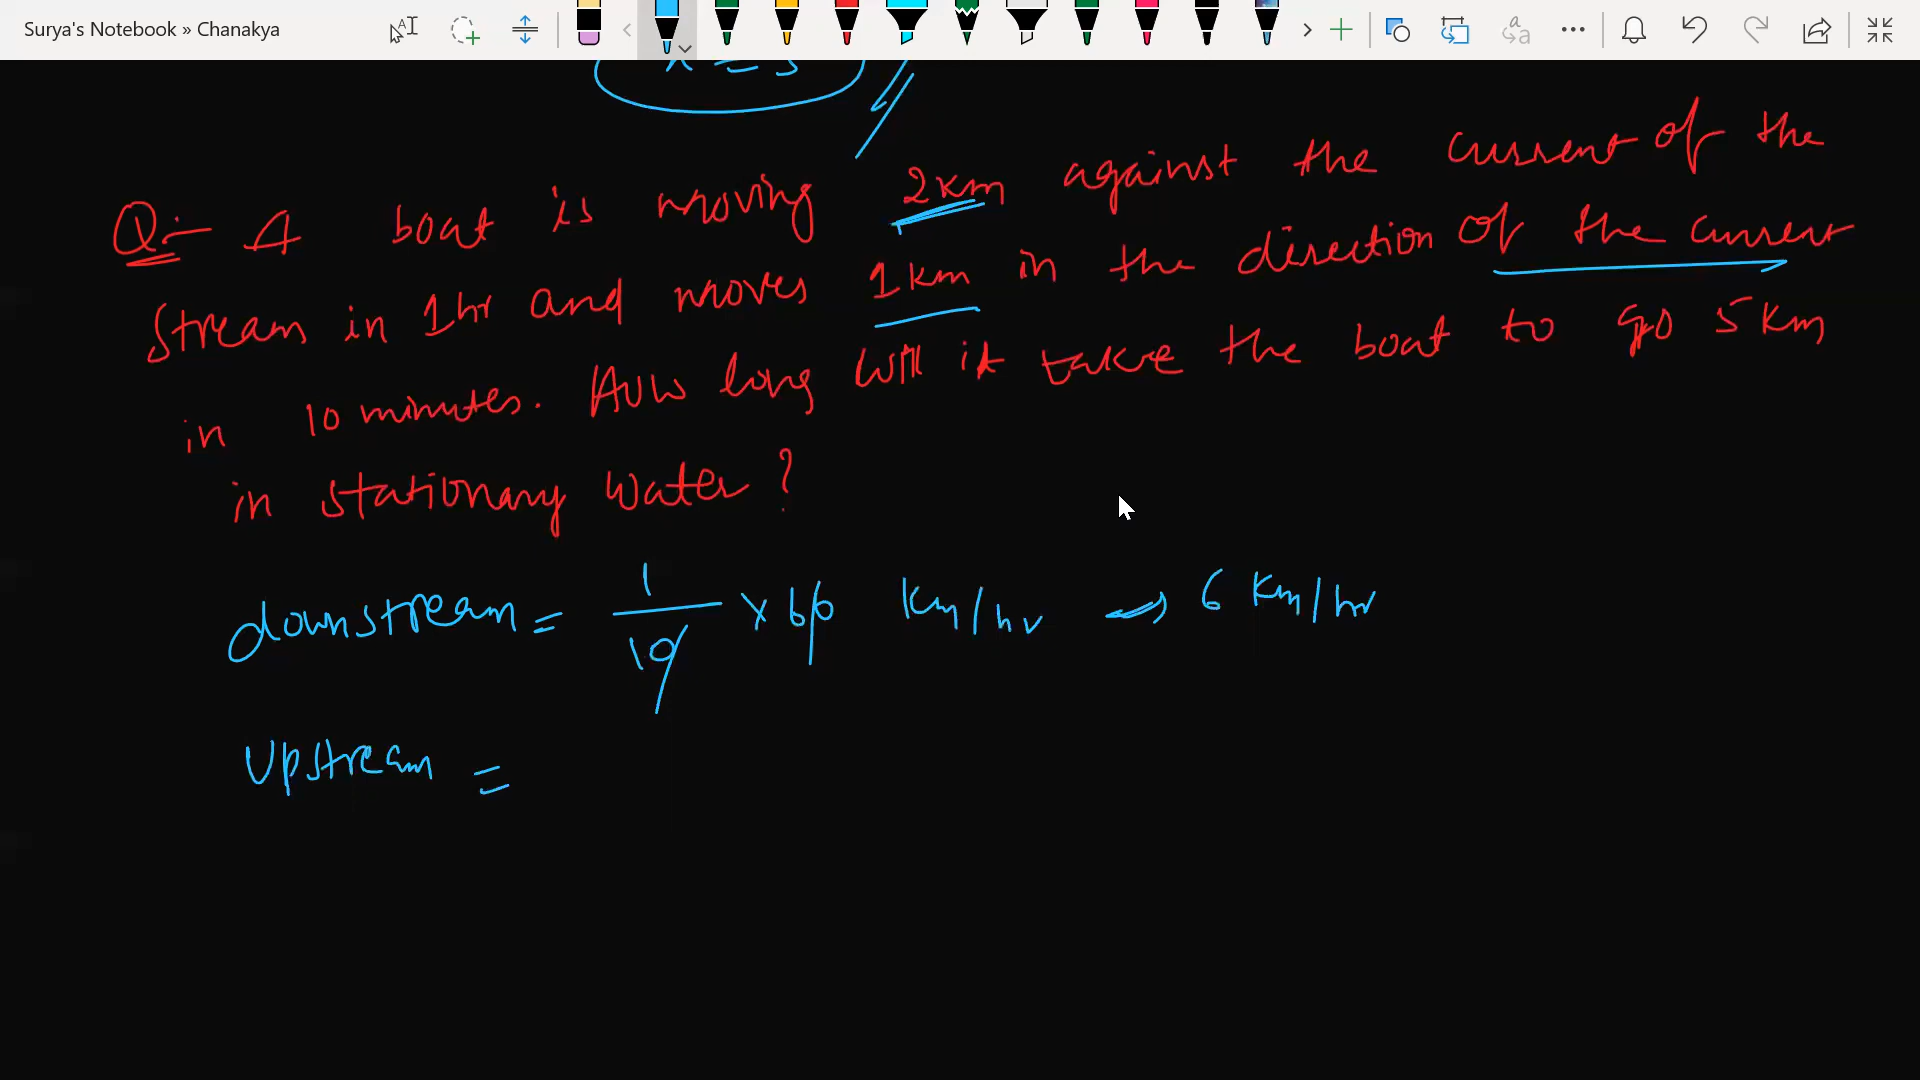 Surya's Notebook » Chanakya
x = 3
Q:- A boat is moving 2km against the current of the
stream in 1hr and moves 1km in the direction of the current
in 10 minutes. How long will it take the boat to go 5km
in stationary water?
downstream = 1/10 x 60 km/hr → 6 km/hr
Upstream =